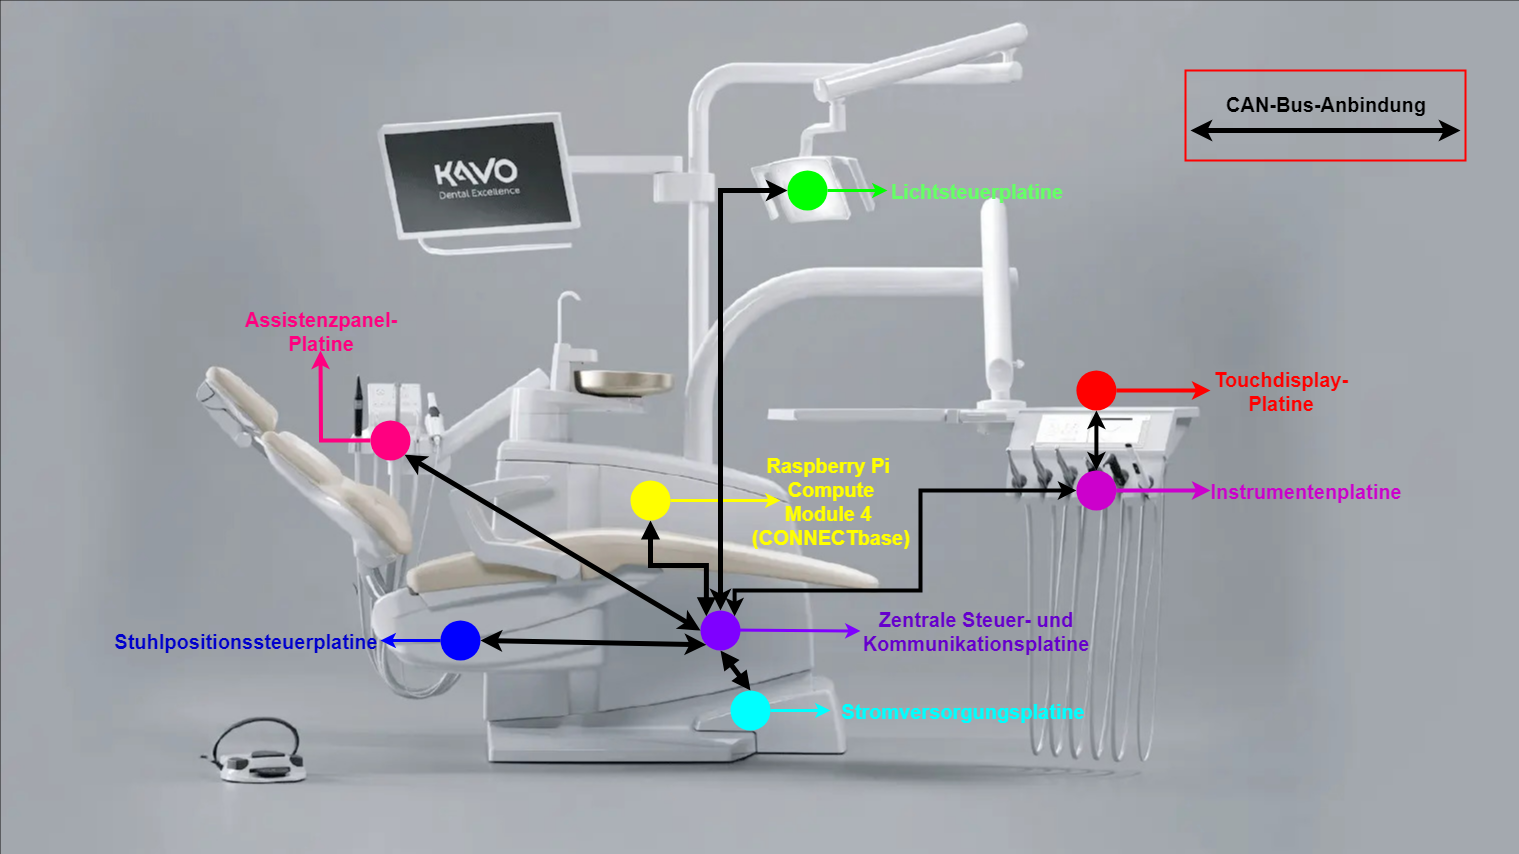 CAN-Bus-Anbindung
KAVO
Dental Excellence
Lichtsteuerplatine
Assistenzpanel-
Platine
Touchdisplay-
Platine
Raspberry Pi
Compute
Module 4
(CONNECTbase)
Instrumentenplatine
Zentrale Steuer- und
Kommunikationsplatine
Stuhlpositionssteuerplatine
Stromversorgungsplatine